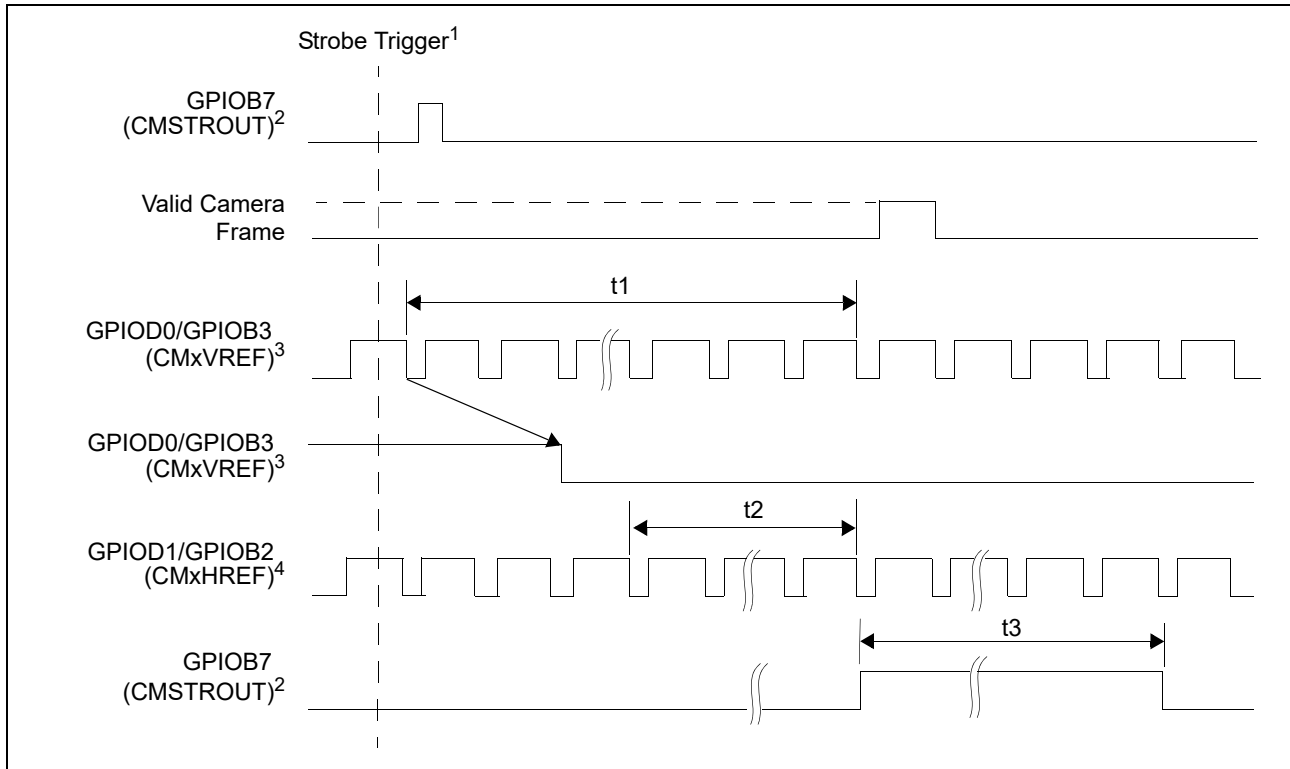 Strobe Trigger1
GPIOB7
(CMSTROUT)2
Valid Camera
Frame
t1
GPIOD0/GPIOB3
(CMxVREF)3
GPIOD0/GPIOB3
(CMxVREF)3
t2
GPIOD1/GPIOB2
(CMxHREF)4
t3
GPIOB7
(CMSTROUT)2